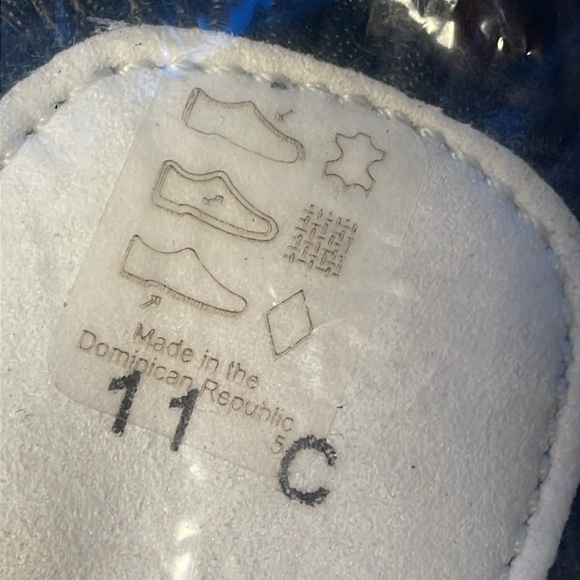 Made in the
Dominican Republic
5
11 C